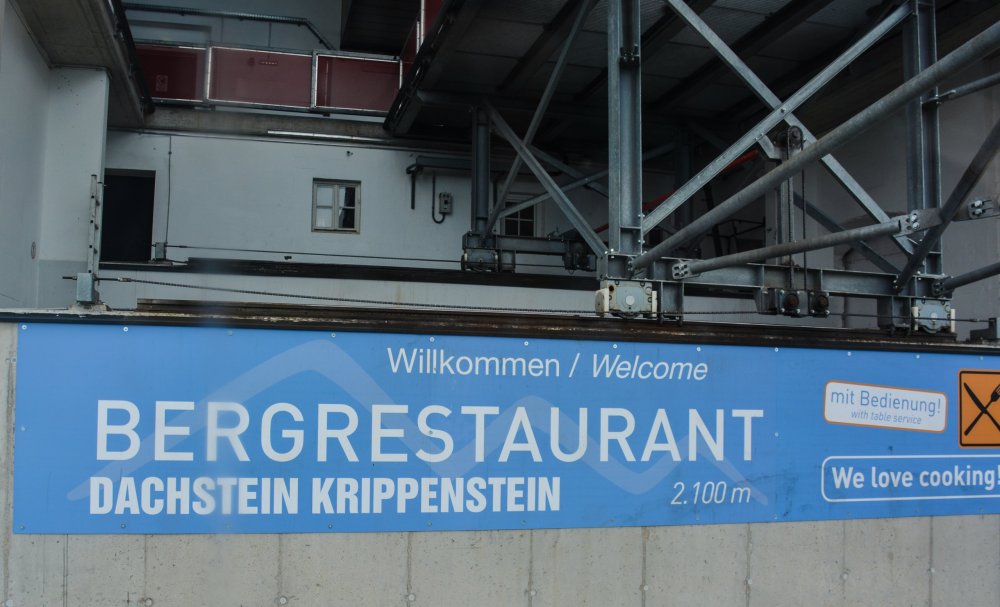 Willkommen / Welcome
BERGRESTAURANT
DACHSTEIN KRIPPENSTEIN
2.100 m
mit Bedienung!
with table service
We love cooking!